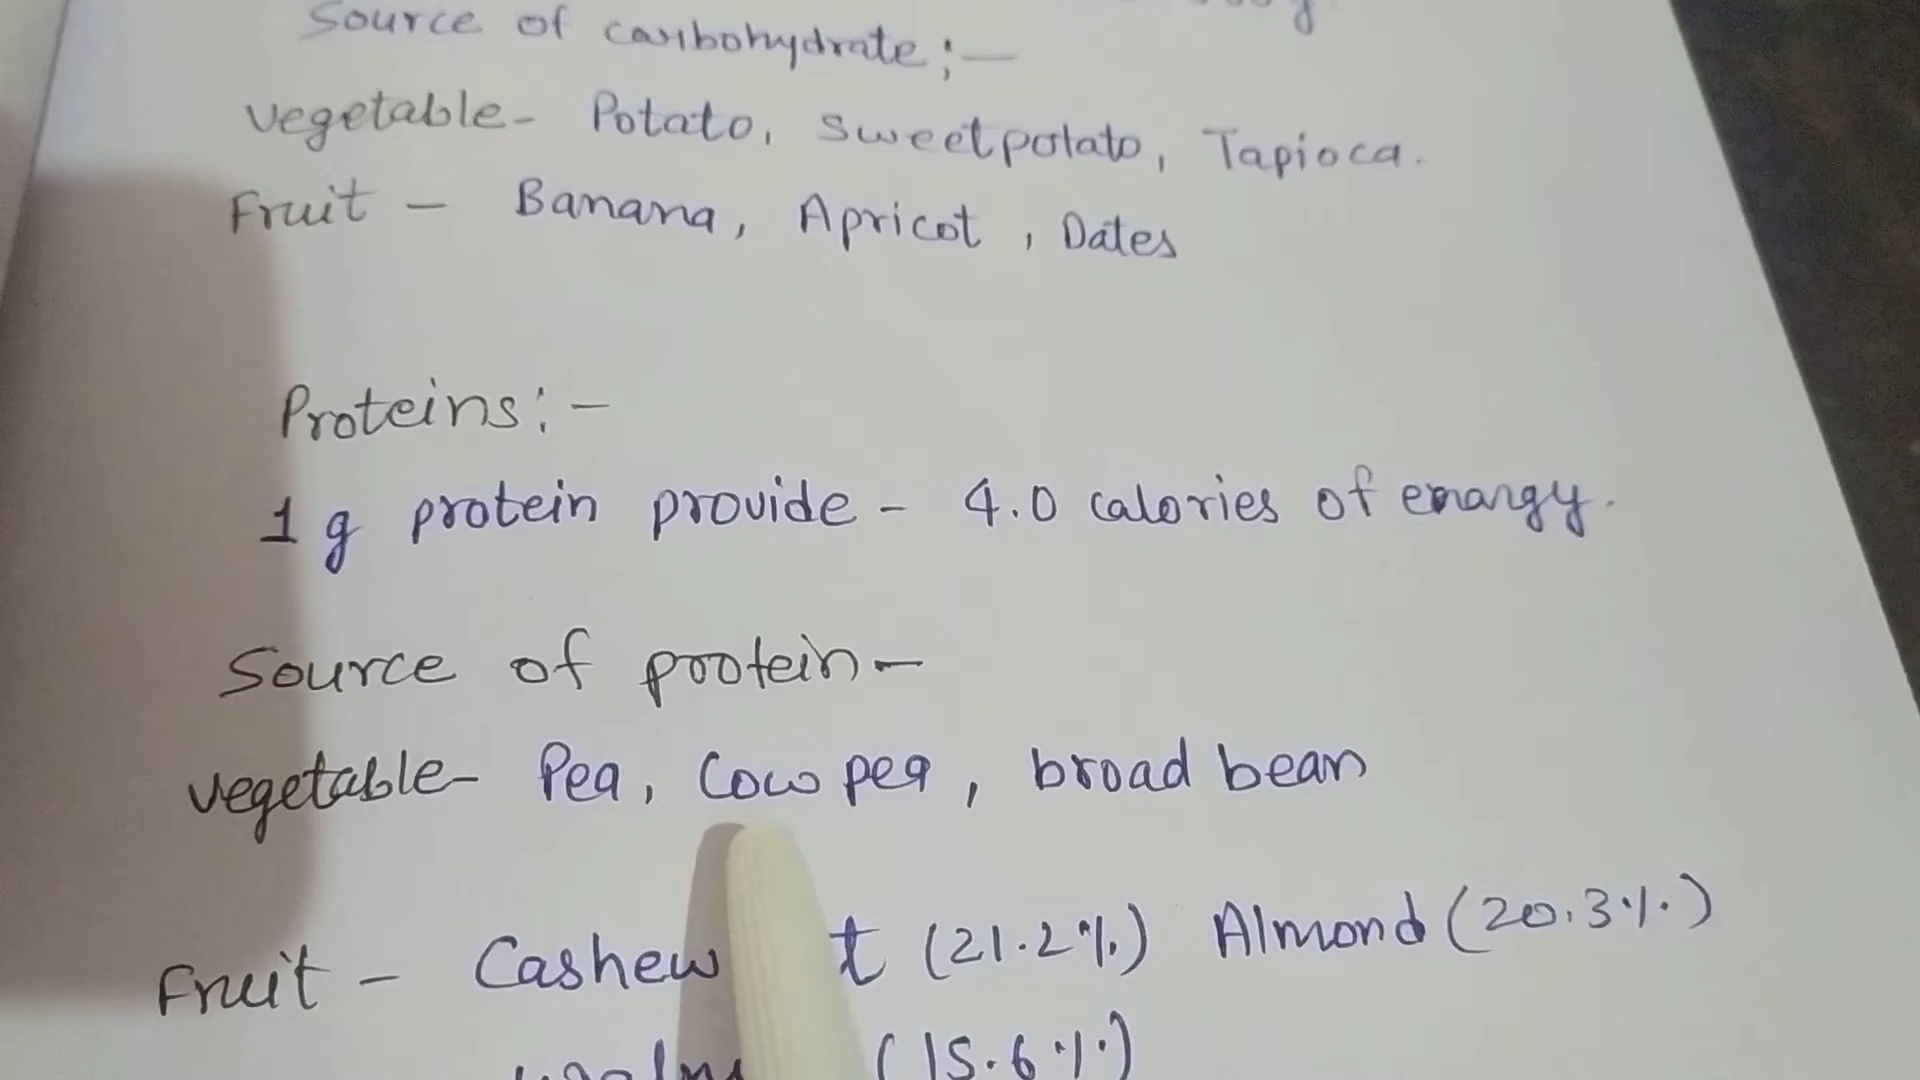 Source of carbohydrate;-
vegetable- Potato, sweetpotato, Tapioca.
Fruit - Banana, Apricot, Dates
Proteins:-
1 g protein provide - 4.0 calories of enargy.
Source of protein-
vegetable- Pea, Cow pea, broad bean
Fruit - Cashew t (21.2%) Almond (20.3%)
(15.6%)